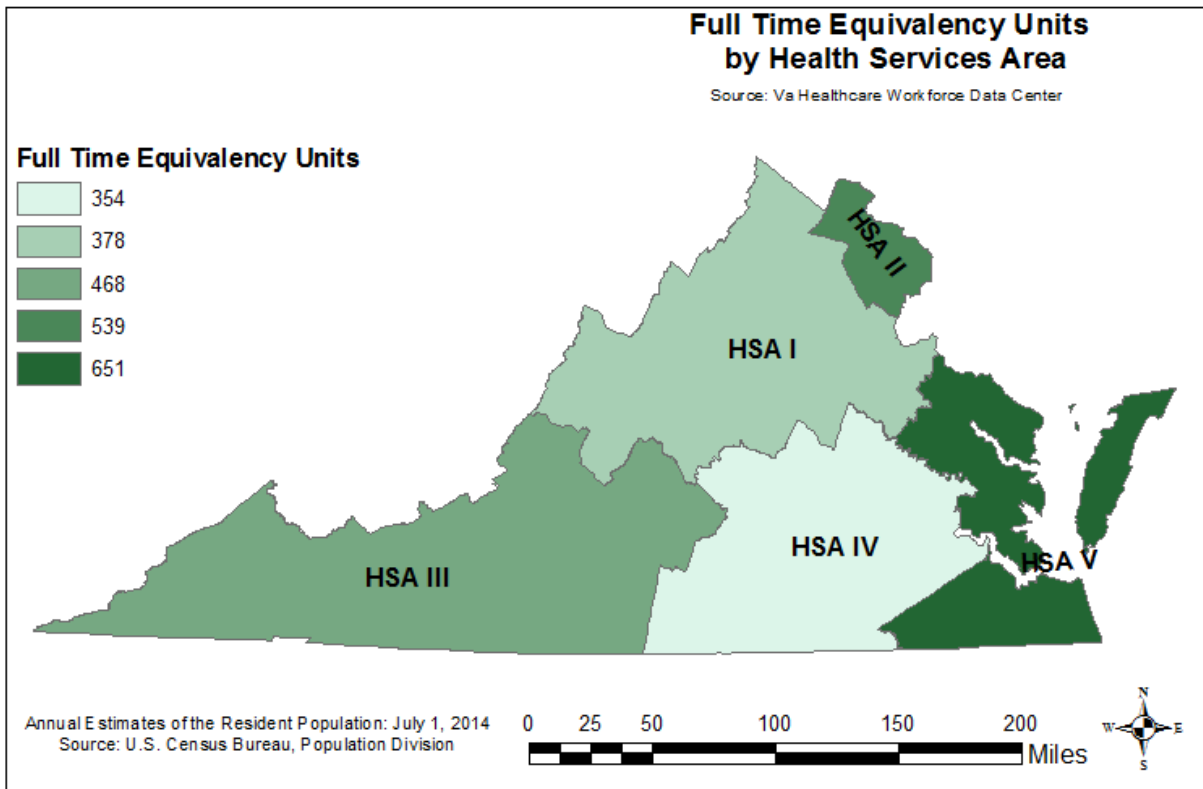 Full Time Equivalency Units
by Health Services Area
Source: Va Healthcare Workforce Data Center
Full Time Equivalency Units
354
378
468
539
651
HSA II
HSA I
HSA IV
HSA V
HSA III
Annual Estimates of the Resident Population: July 1, 2014
Source: U.S. Census Bureau, Population Division
0 25 50 100 150 200
Miles
N
W E
S